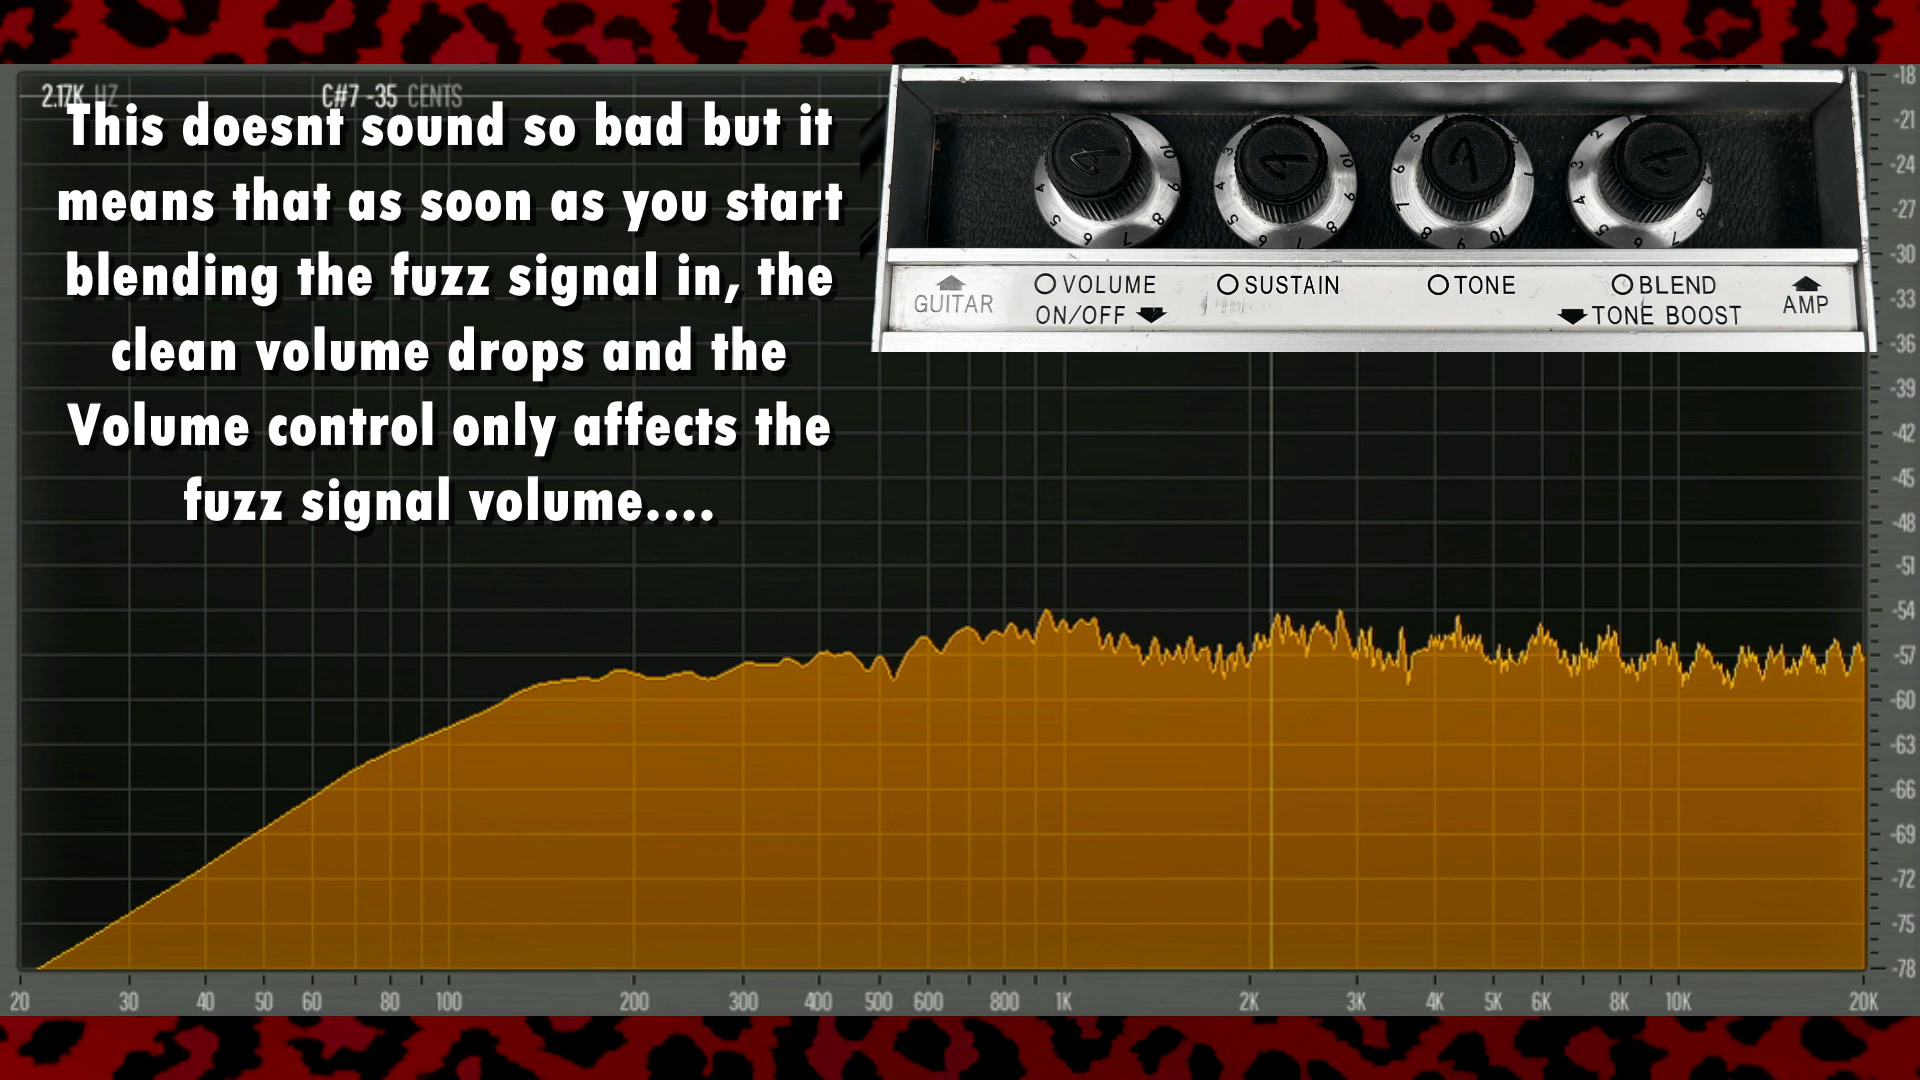 2.17K HZ
C#7 -35 CENTS
This doesnt sound so bad but it
means that as soon as you start
blending the fuzz signal in, the
clean volume drops and the
Volume control only affects the
fuzz signal volume....
GUITAR
VOLUME
ON/OFF
SUSTAIN
TONE
BLEND
TONE BOOST
AMP
-18
-21
-24
-27
-30
-33
-36
-39
-42
-45
-48
-51
-54
-57
-60
-63
-66
-69
-72
-75
-78
20 30 40 50 60 80 100 200 300 400 500 600 800 1K 2K 3K 4K 5K 6K 8K 10K 20K